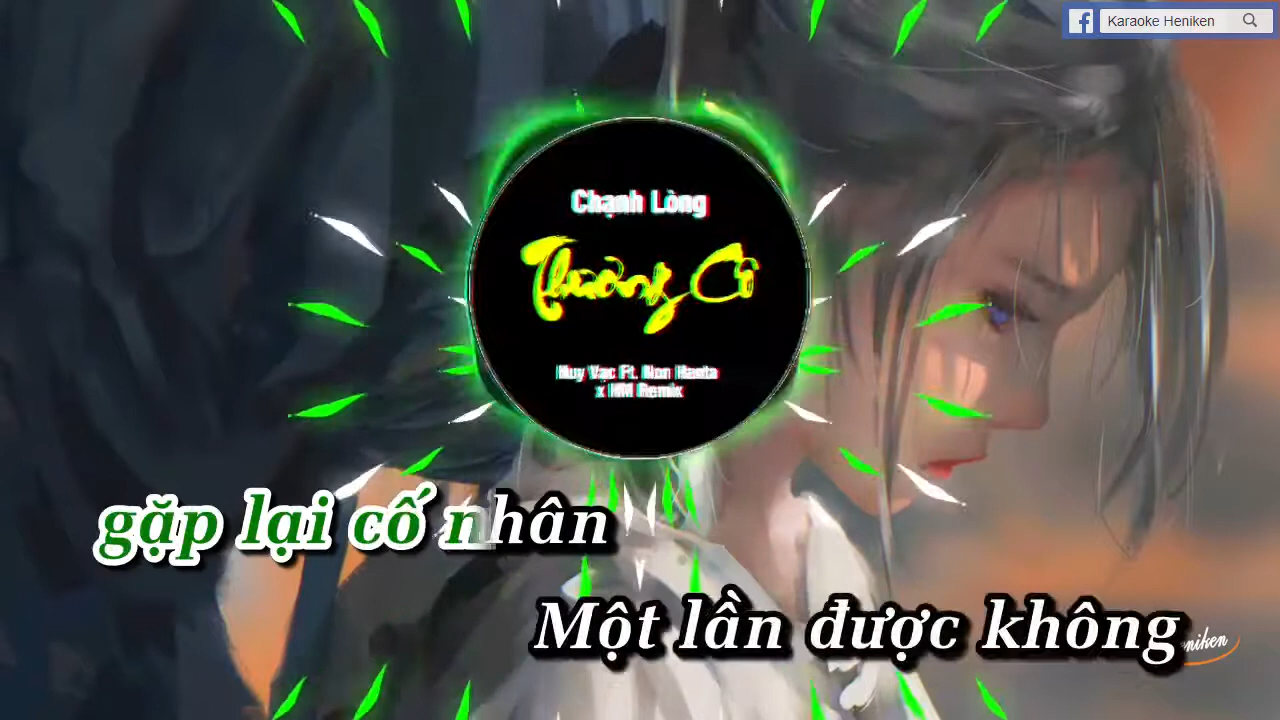 Karaoke Heniken
Chạnh Lòng
Thương Cô
Huy Vạc Ft. Non Hanta
x HM Remix
gặp lại cố nhân
Một lần được không